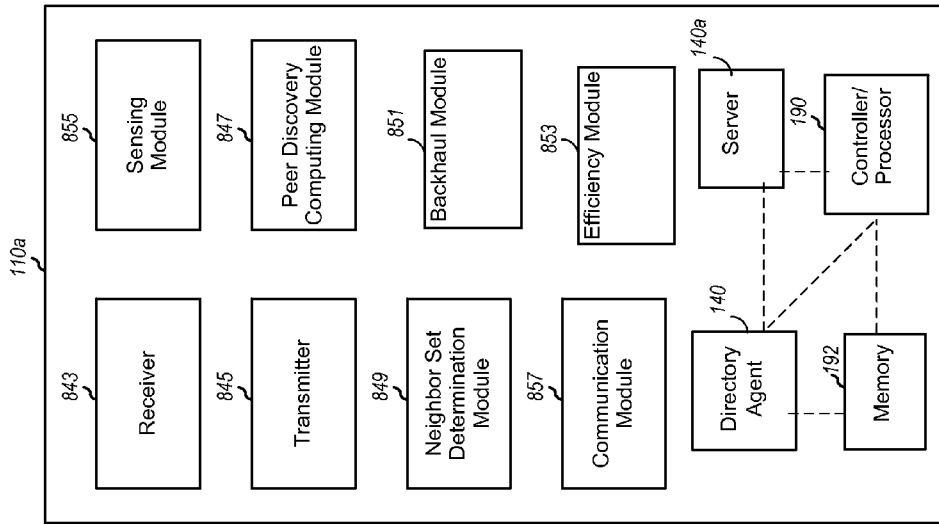 110a
843
Receiver
855
Sensing
Module
845
Transmitter
847
Peer Discovery
Computing Module
849
Neighbor Set
Determination
Module
851
Backhaul Module
857
Communication
Module
853
Efficiency Module
140
Directory
Agent
140a
Server
192
Memory
190
Controller/
Processor